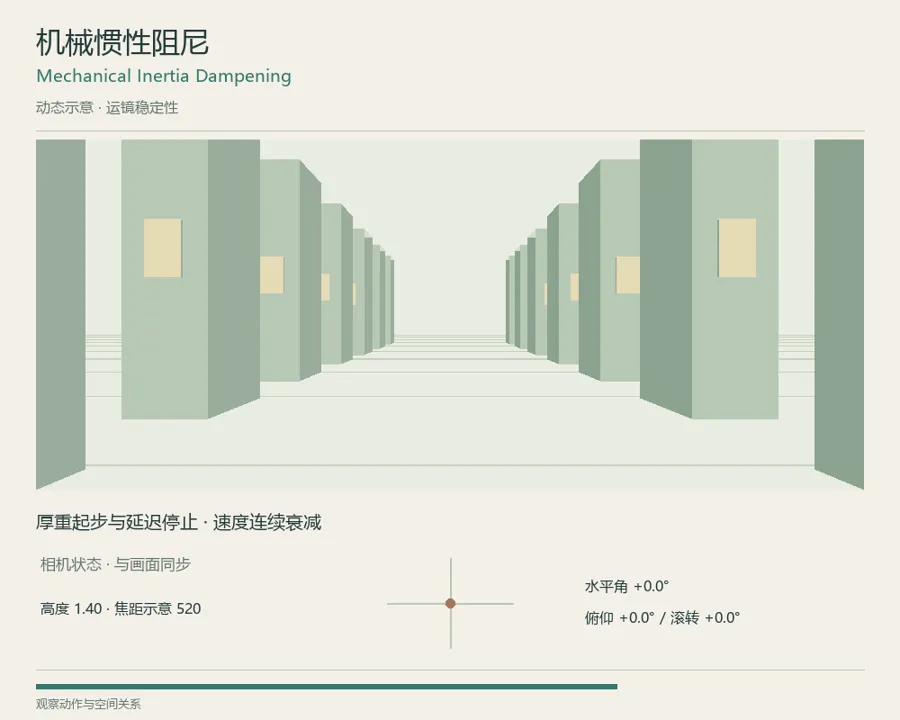 机械惯性阻尼
Mechanical Inertia Dampening
动态示意 · 运镜稳定性
厚重起步与延迟停止 · 速度连续衰减
相机状态 · 与画面同步
高度 1.40 · 焦距示意 520
水平角 +0.0°
俯仰 +0.0° / 滚转 +0.0°
观察动作与空间关系